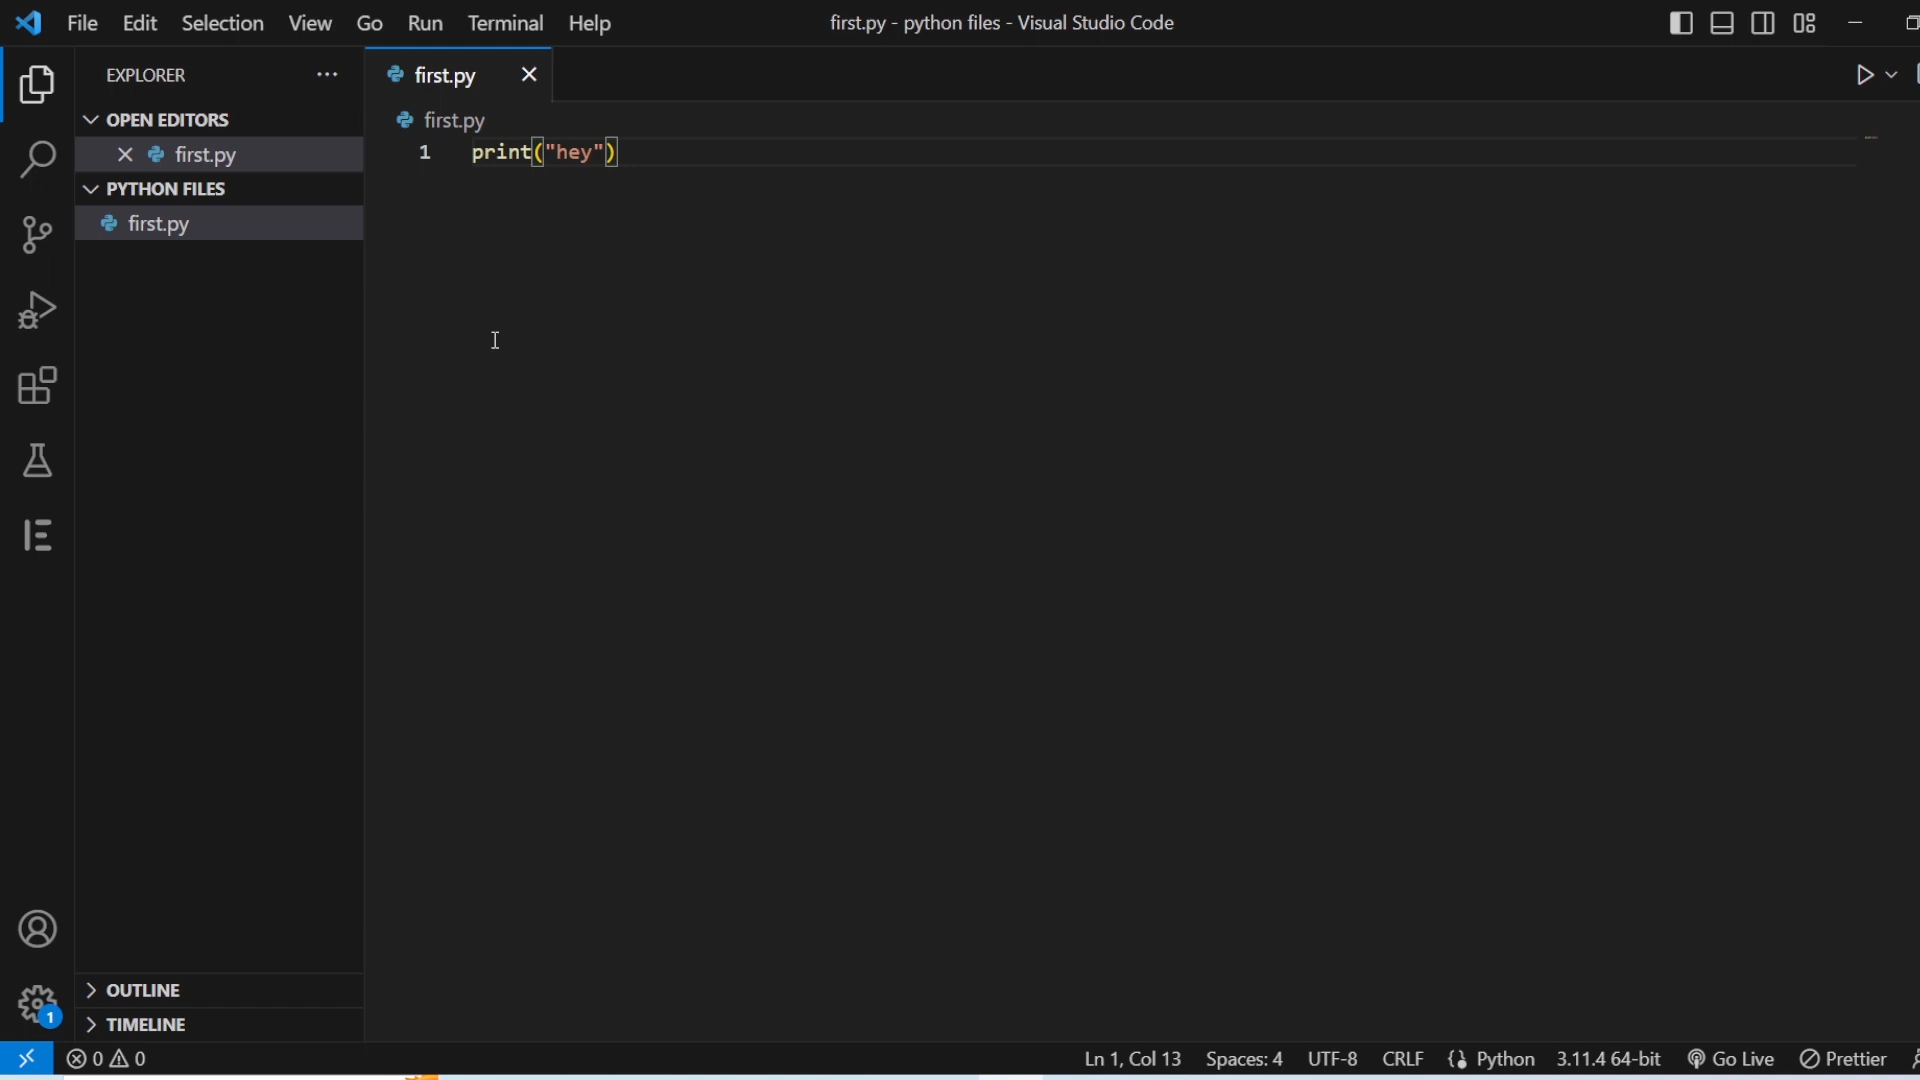 File Edit Selection View Go Run Terminal Help
first.py - python files - Visual Studio Code
EXPLORER
OPEN EDITORS
first.py
PYTHON FILES
first.py
OUTLINE
TIMELINE
first.py
first.py
1 print("hey")
1
0 0
Ln 1, Col 13 Spaces: 4 UTF-8 CRLF Python 3.11.4 64-bit Go Live Prettier